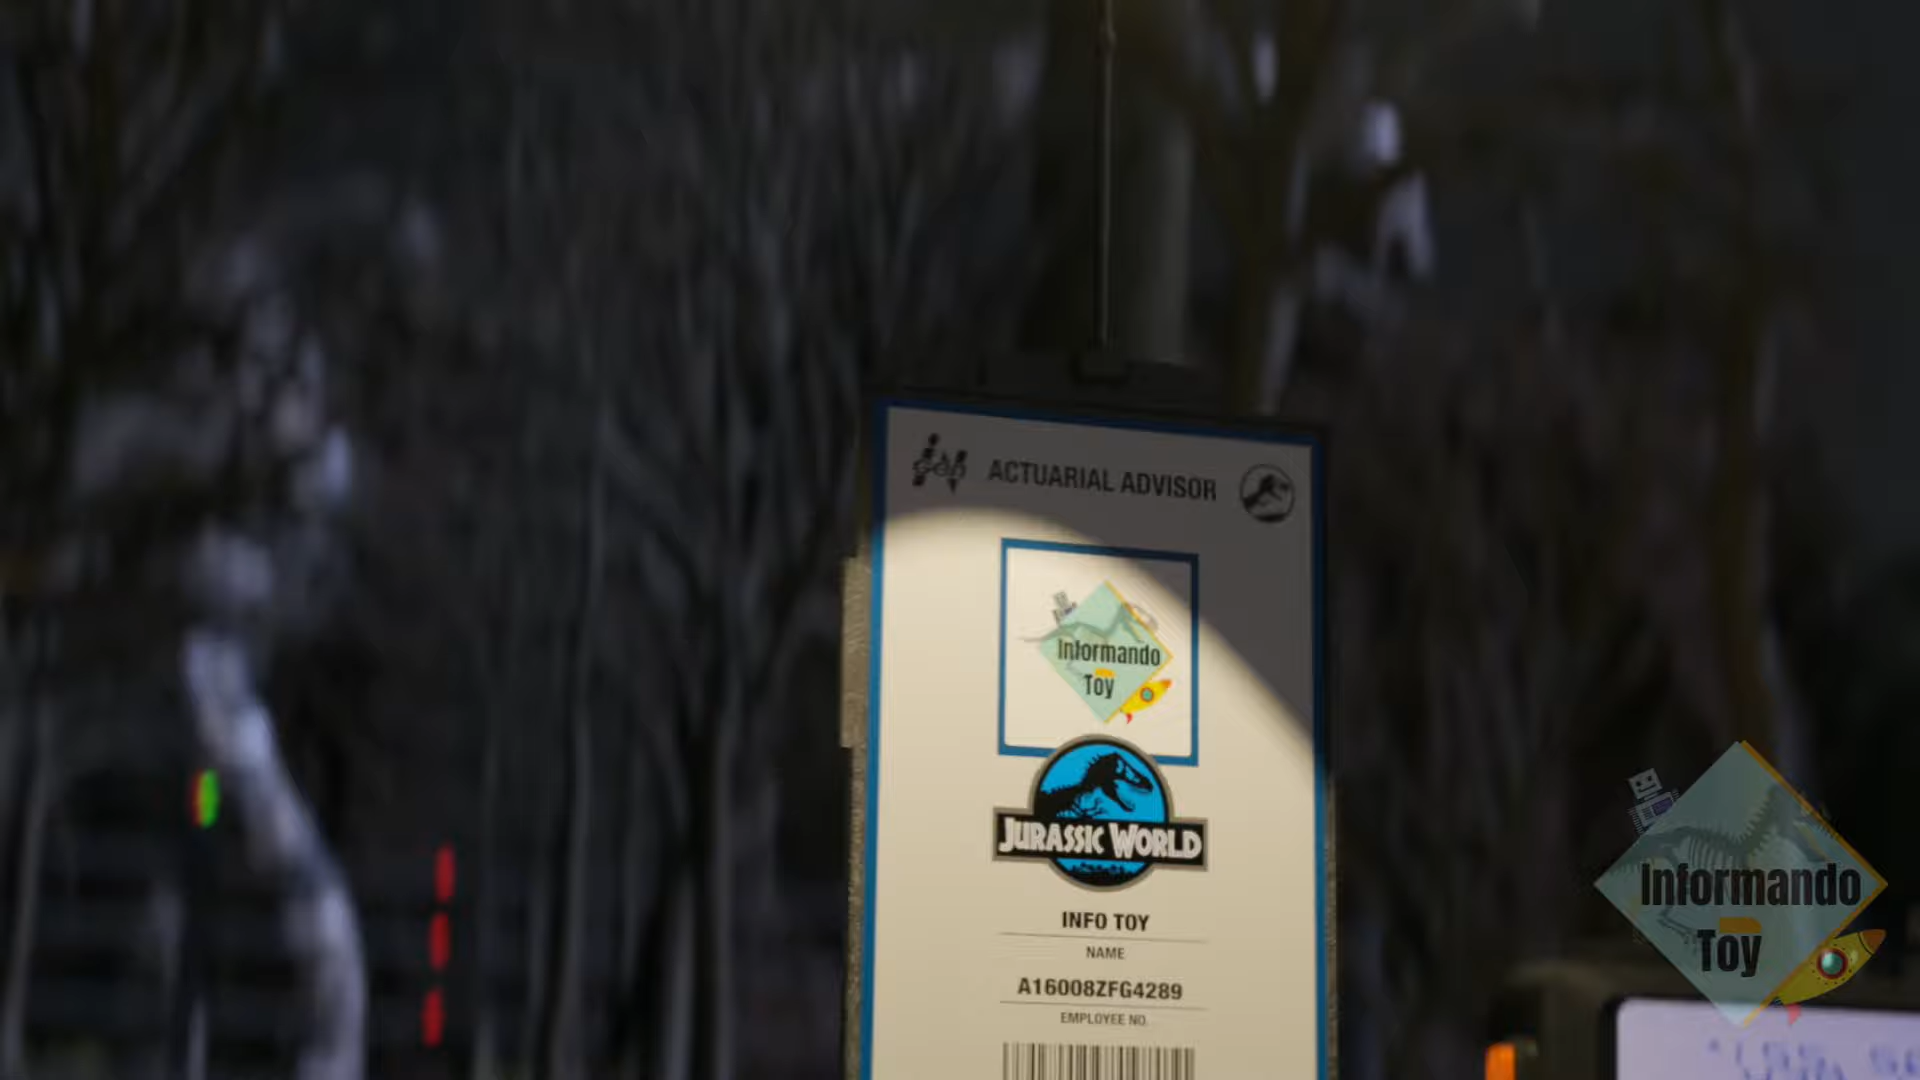 ACTUARIAL ADVISOR
Informando
Toy
JURASSIC WORLD
INFO TOY
NAME
A16008ZFG4289
EMPLOYEE NO.
Informando
Toy